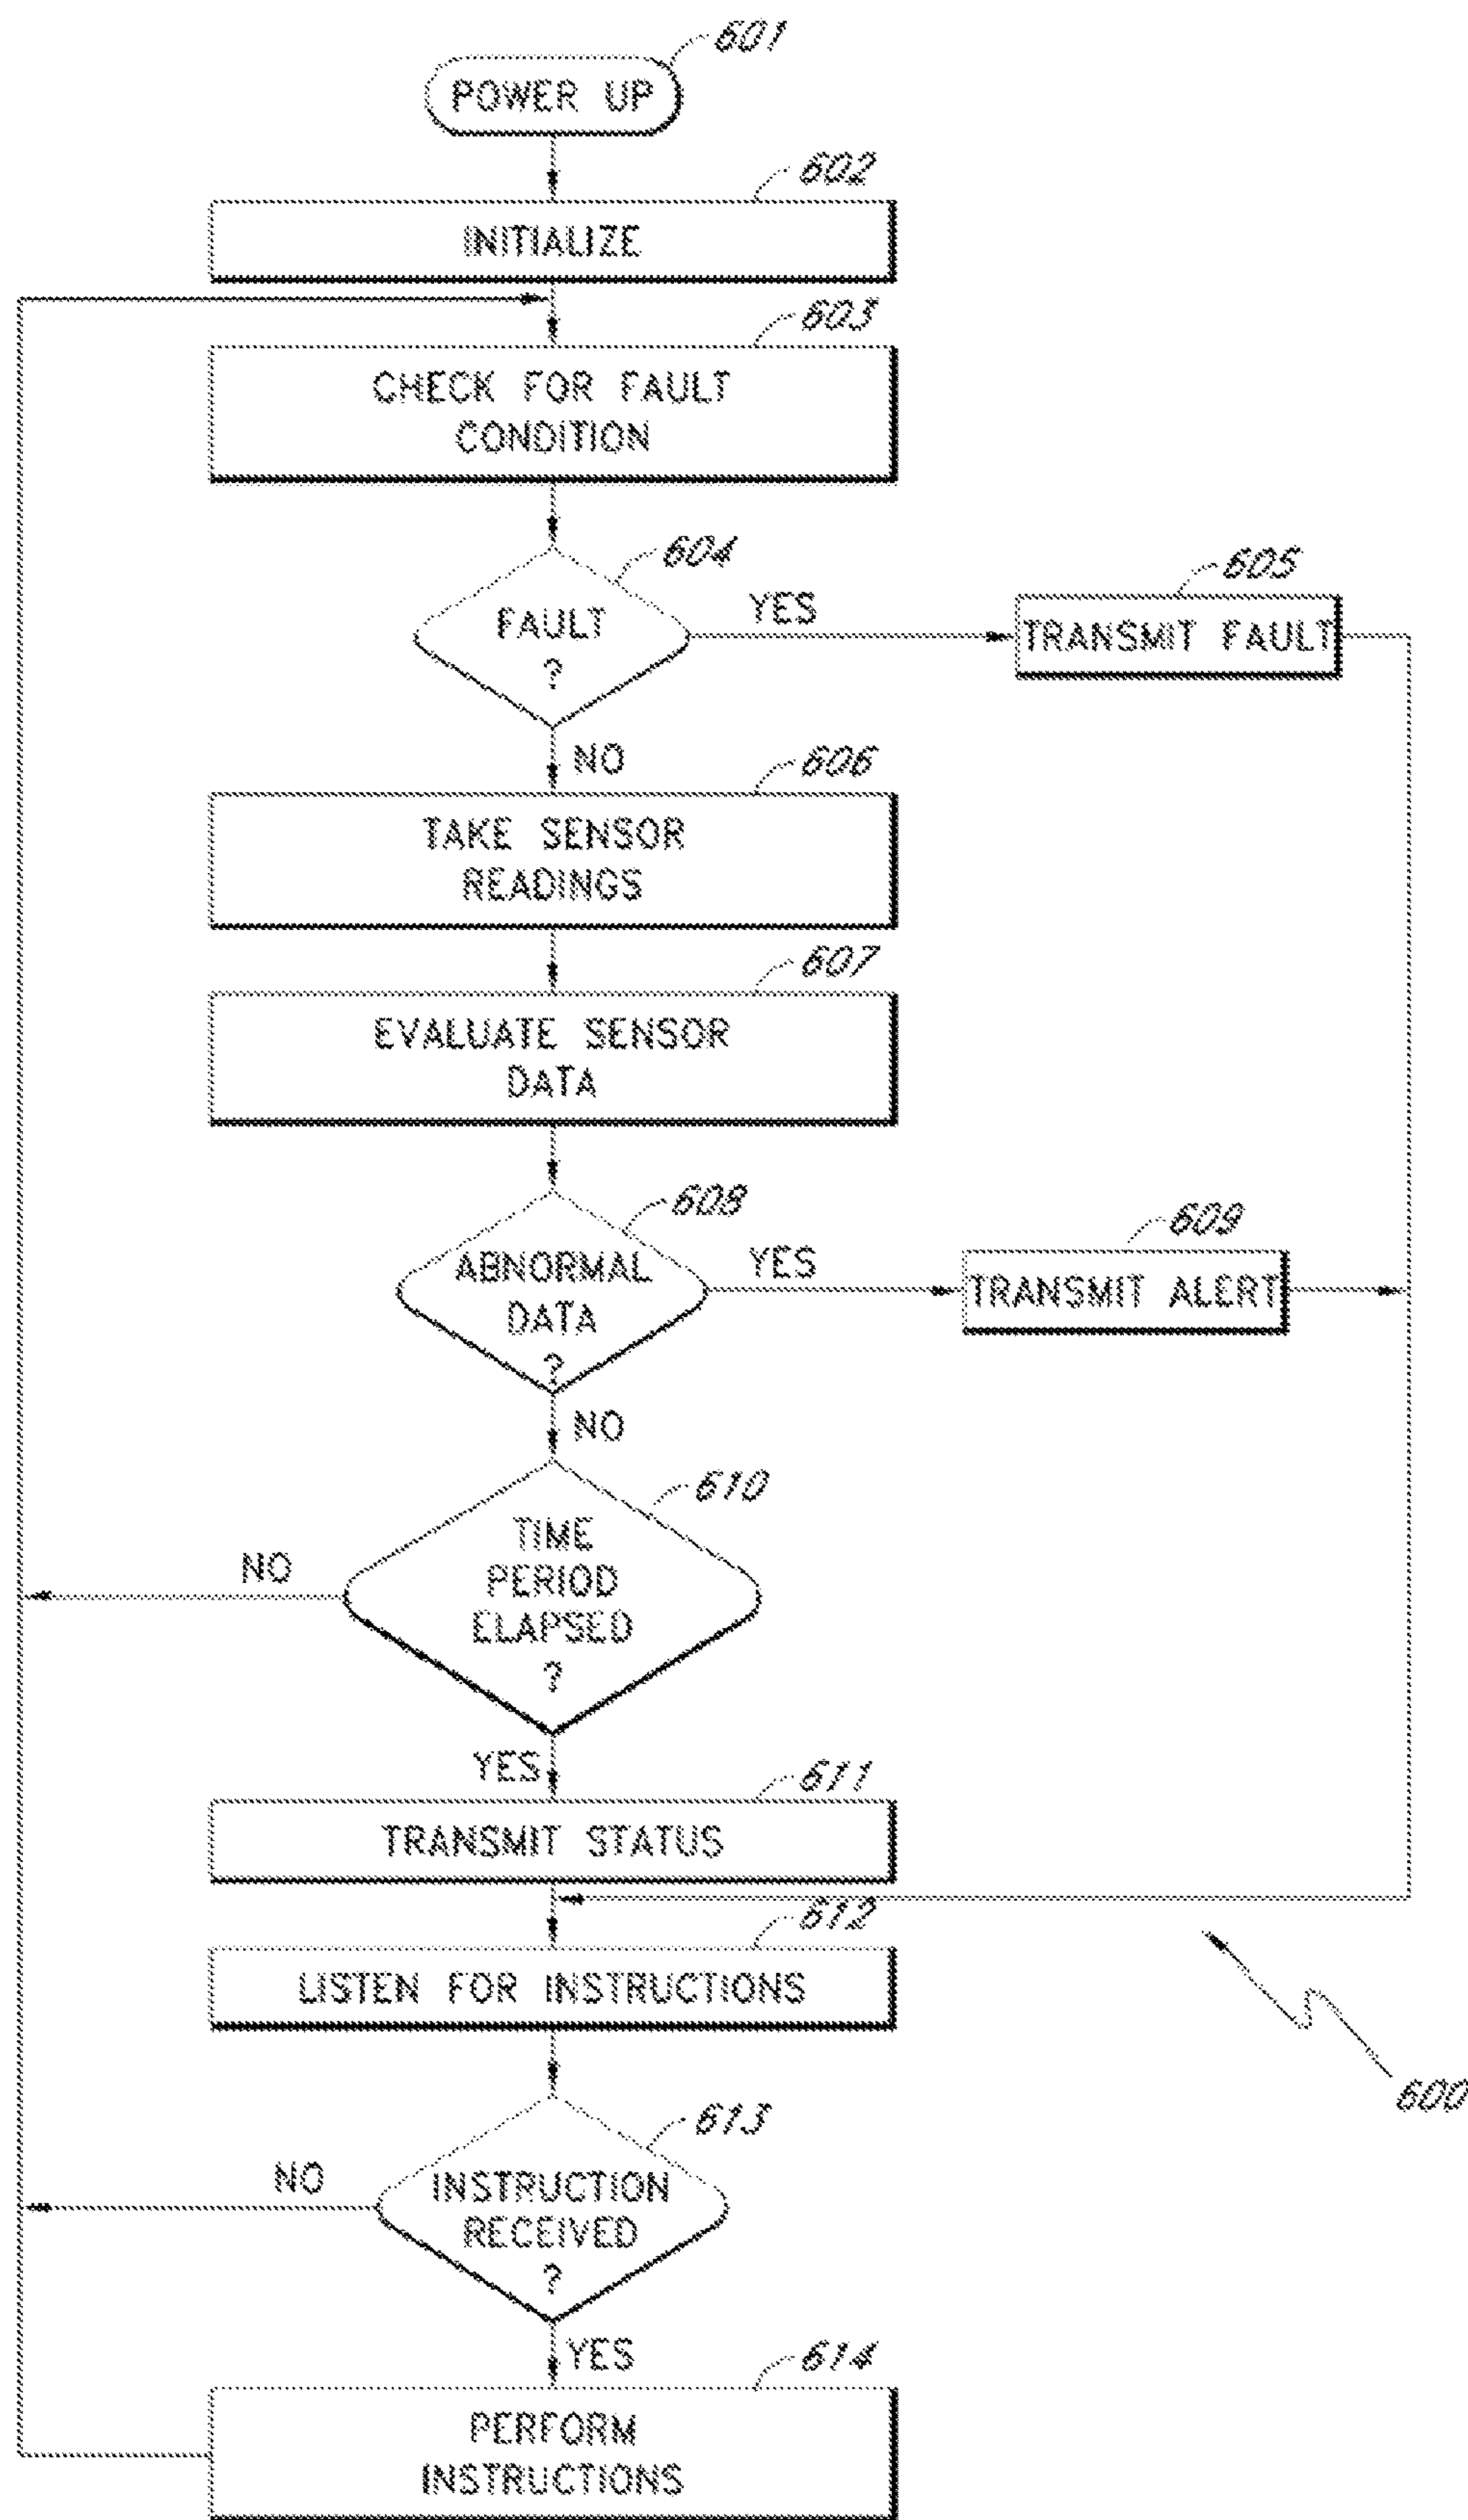 601
POWER UP
602
INITIALIZE
603
CHECK FOR FAULT
CONDITION
604
FAULT
?
YES
605
TRANSMIT FAULT
NO
606
TAKE SENSOR
READINGS
607
EVALUATE SENSOR
DATA
608
ABNORMAL
DATA
?
YES
609
TRANSMIT ALERT
NO
610
TIME
PERIOD
ELAPSED
?
NO
YES
611
TRANSMIT STATUS
612
LISTEN FOR INSTRUCTIONS
600
613
INSTRUCTION
RECEIVED
?
NO
YES
614
PERFORM
INSTRUCTIONS